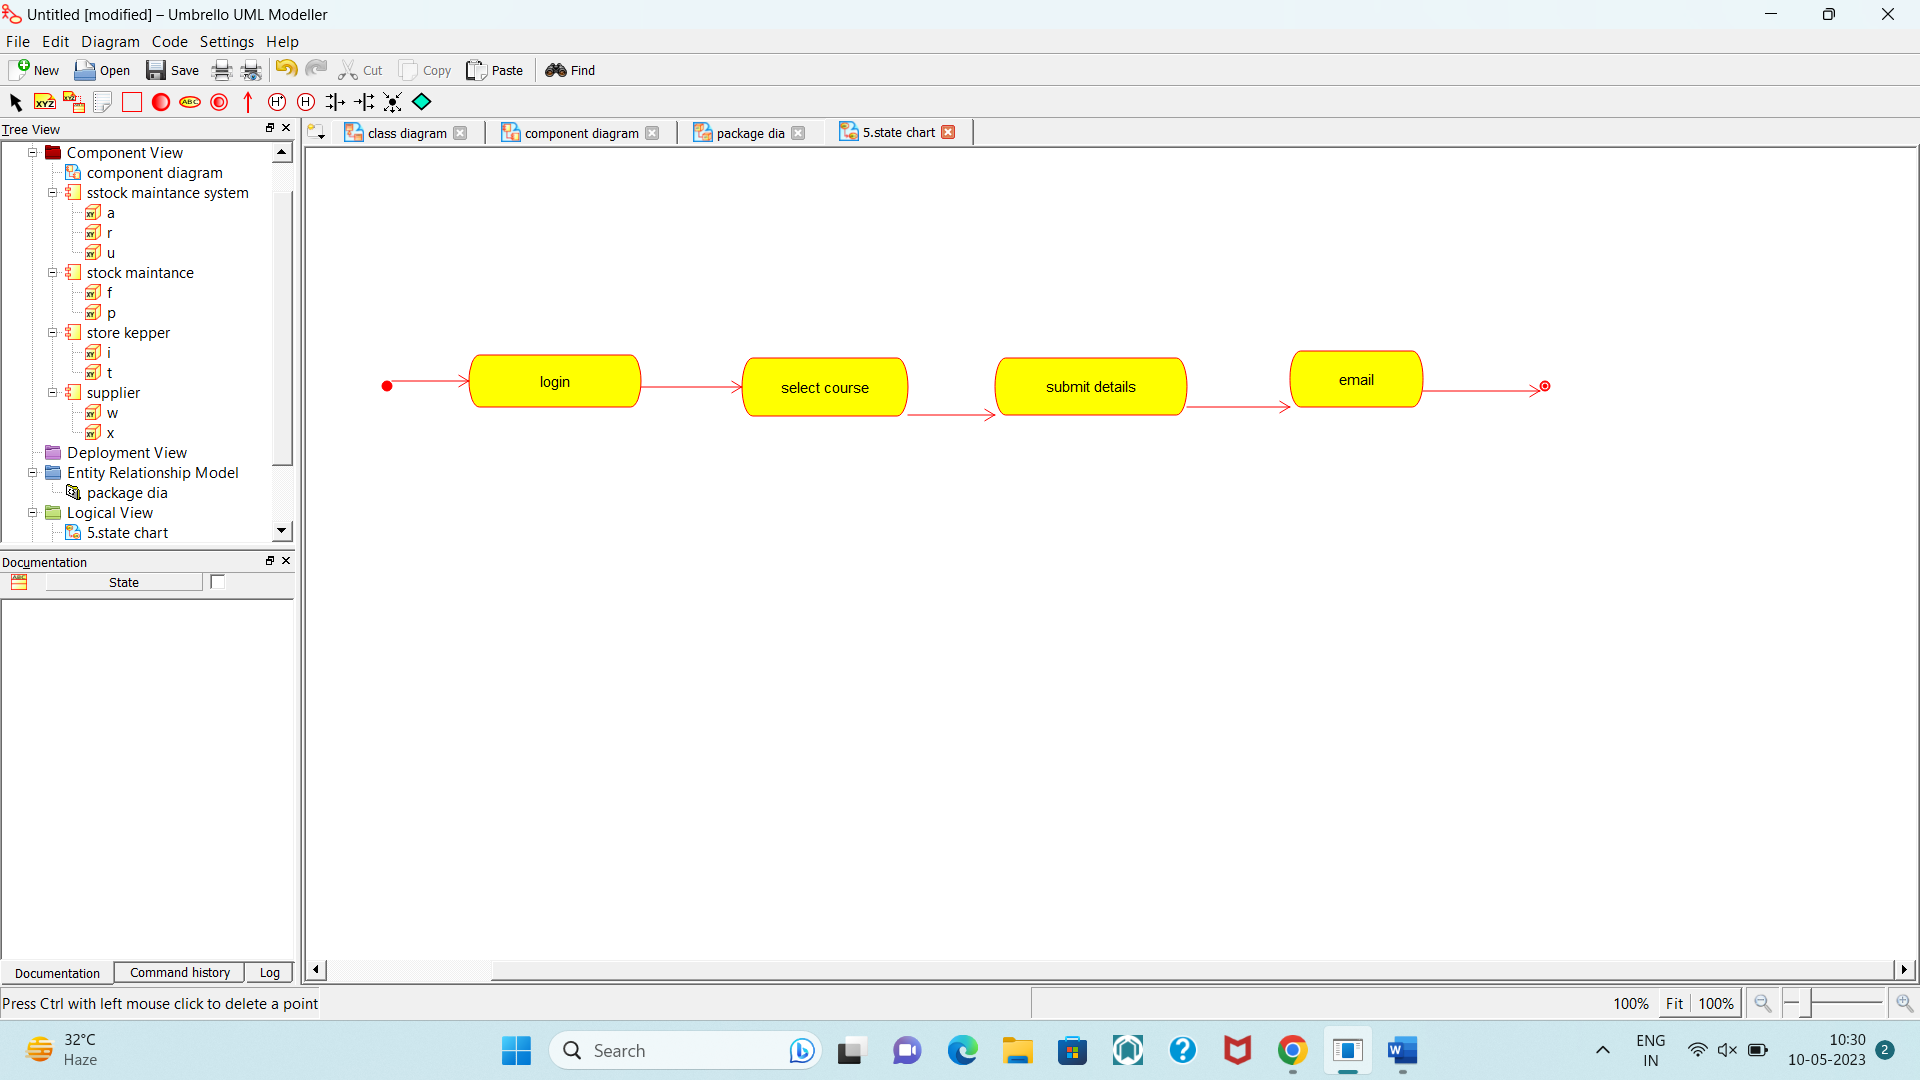 Untitled [modified] – Umbrello UML Modeller
File Edit Diagram Code Settings Help
New Open Save Cut Copy Paste Find
XYZ XYZ ABC H* H
Tree View
class diagram component diagram package dia 5.state chart
Component View
component diagram
sstock maintance system
a
r
u
stock maintance
f
p
store kepper
i
t
supplier
w
x
Deployment View
Entity Relationship Model
package dia
Logical View
5.state chart
login
select course
submit details
email
Documentation
State
Documentation Command history Log
Press Ctrl with left mouse click to delete a point
100% Fit 100%
32°C
Haze
Search
ENG
IN
10:30
10-05-2023
2